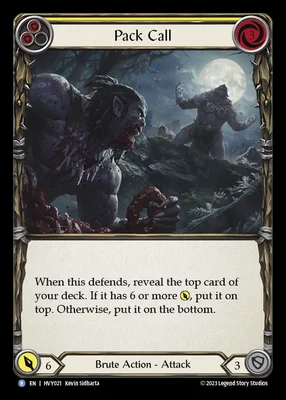 Pack Call
3
When this defends, reveal the top card of
your deck. If it has 6 or more , put it on
top. Otherwise, put it on the bottom.
6 Brute Action - Attack 3
R EN | HVY021 Kevin Sidharta ©2023 Legend Story Studios